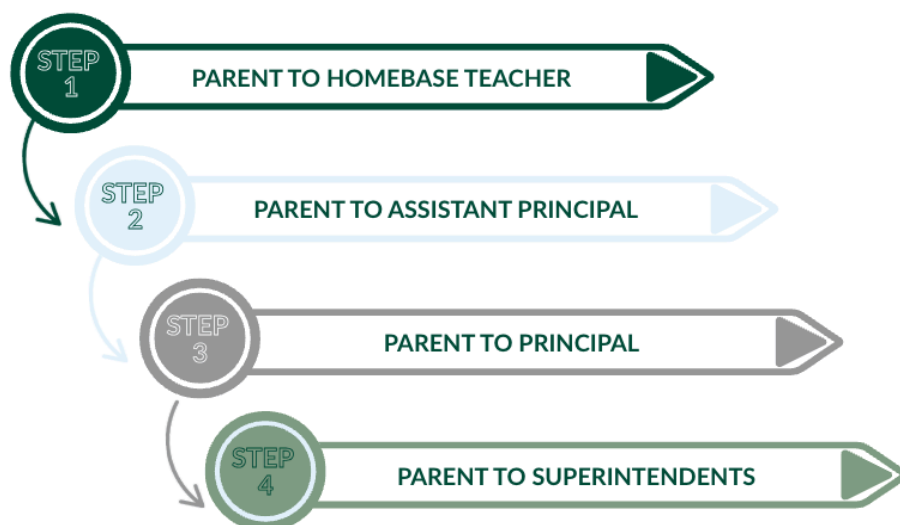 STEP
1
PARENT TO HOMEBASE TEACHER
STEP
2
PARENT TO ASSISTANT PRINCIPAL
STEP
3
PARENT TO PRINCIPAL
STEP
4
PARENT TO SUPERINTENDENTS